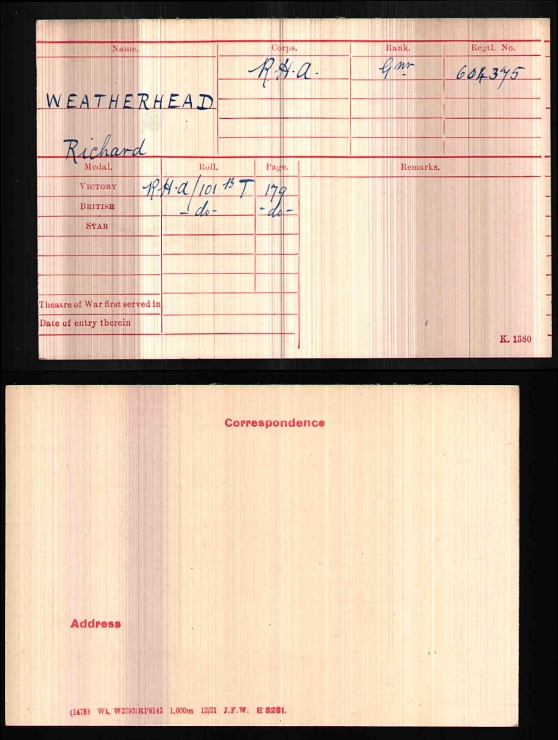 Name. Corps. Rank. Regtl. No.
R.H.A. Gnr 604375
WEATHERHEAD
Richard
Medal. Roll. Page. Remarks.
VICTORY R.H.A/101 B T 179
BRITISH -do- -do-
STAR
Theatre of War first served in
Date of entry therein
K. 1380
Correspondence
Address
(1478) Wt. W2793/RP8142 1,000m 12/21 J.F.W. E 8281.